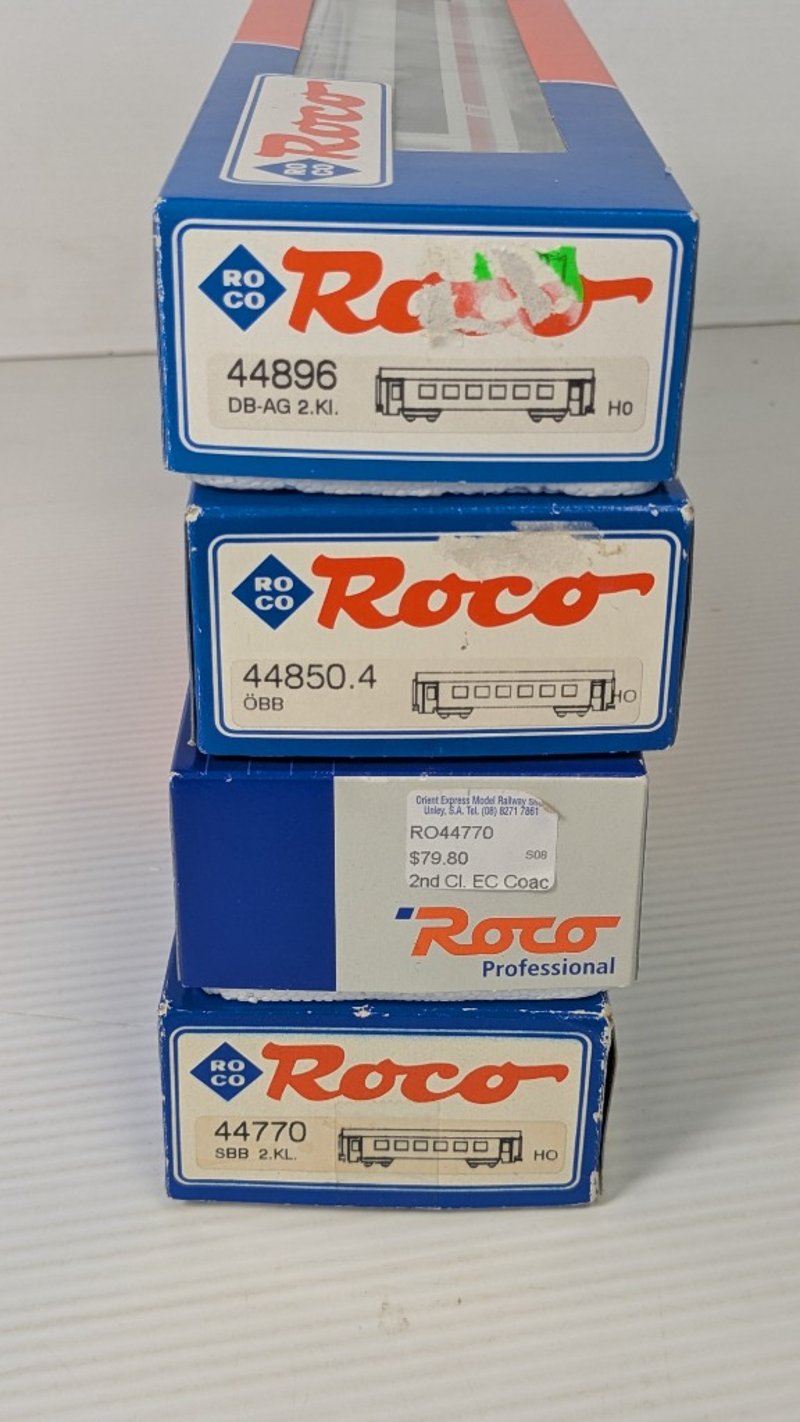 Roco
RO
CO
RO
CO
Roco
44896
DB-AG 2.Kl.
H0
RO
CO
Roco
44850.4
ÖBB
HO
Orient Express Model Railway
Unley, S.A. Tel. (08) 8271 7861
RO44770
$79.80
S08
2nd Cl. EC Coac
Roco
Professional
RO
CO
Roco
44770
SBB 2.KL.
HO